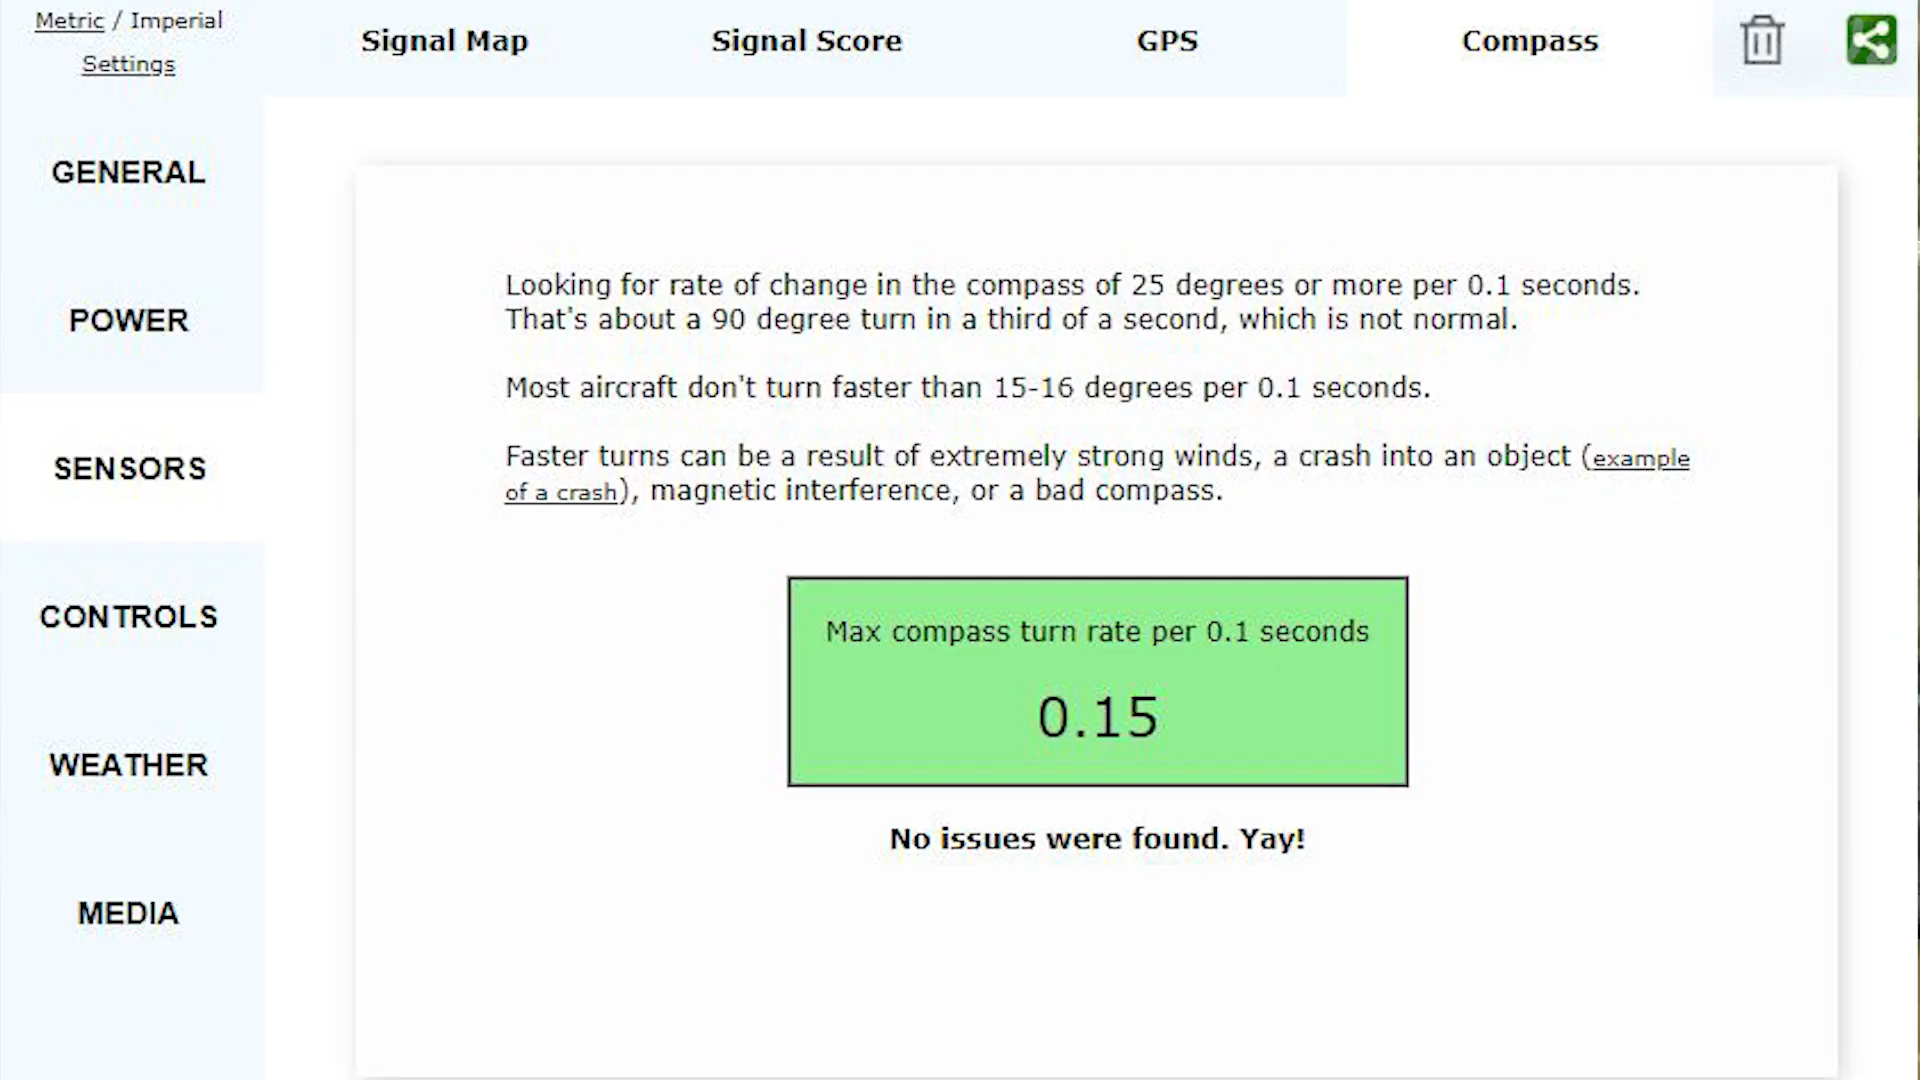 Metric / Imperial
Settings
Signal Map
Signal Score
GPS
Compass
GENERAL
POWER
SENSORS
CONTROLS
WEATHER
MEDIA
Looking for rate of change in the compass of 25 degrees or more per 0.1 seconds.
That's about a 90 degree turn in a third of a second, which is not normal.
Most aircraft don't turn faster than 15-16 degrees per 0.1 seconds.
Faster turns can be a result of extremely strong winds, a crash into an object (example
of a crash), magnetic interference, or a bad compass.
Max compass turn rate per 0.1 seconds
0.15
No issues were found. Yay!